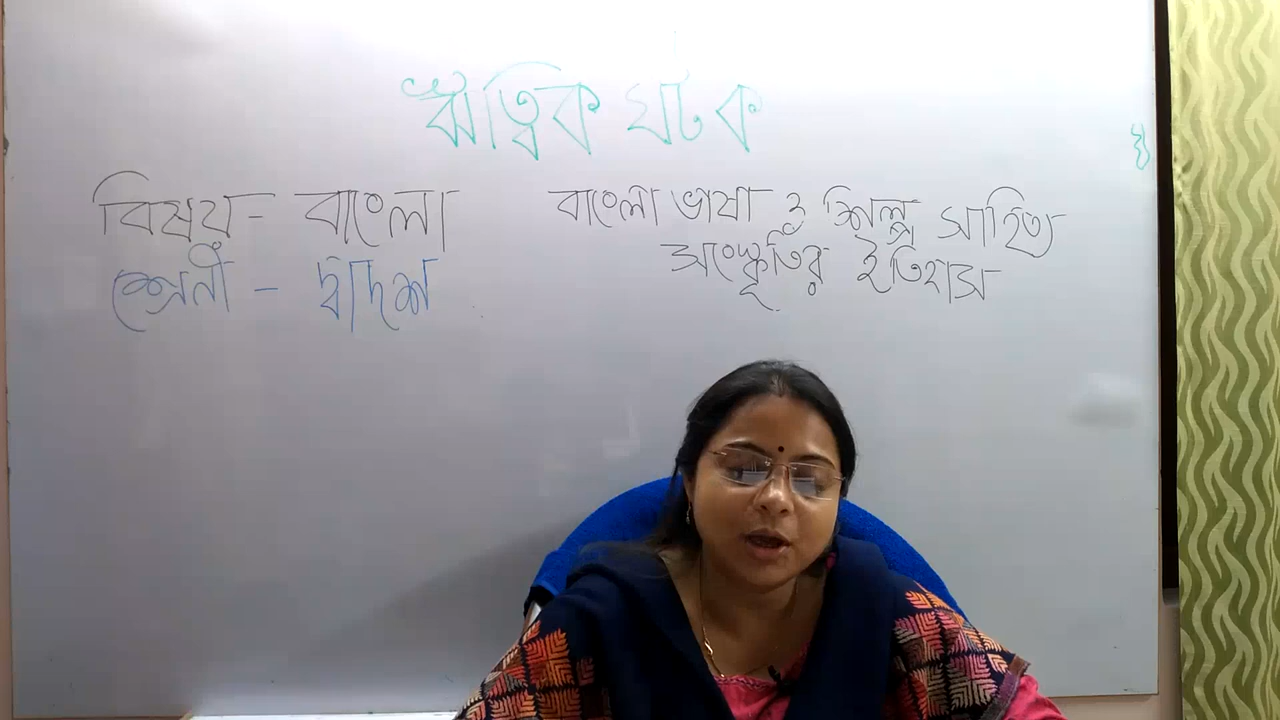 ঋত্বিক ঘটক
বিষয় - বাংলা
শ্রেনী - দ্বাদশ
বাংলা ভাষা ও শিল্প সাহিত্য
সংস্কৃতির ইতিহাস